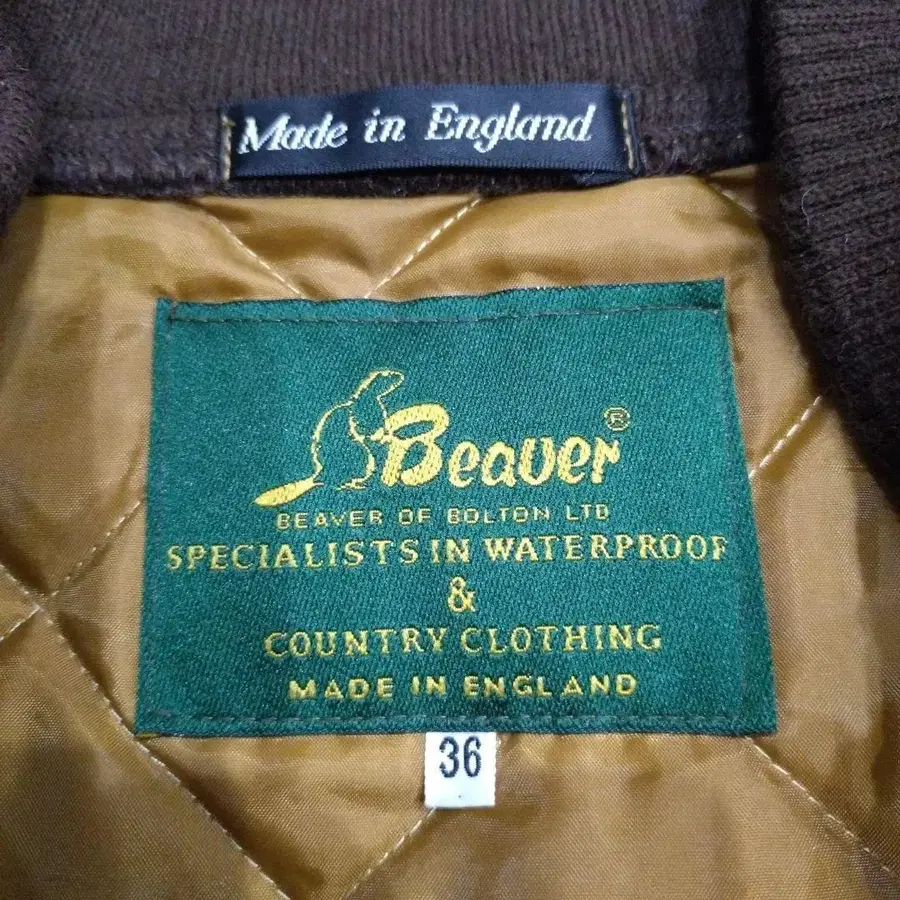 Made in England
Beaver®
BEAVER OF BOLTON LTD
SPECIALISTS IN WATERPROOF
&
COUNTRY CLOTHING
MADE IN ENGLAND
36